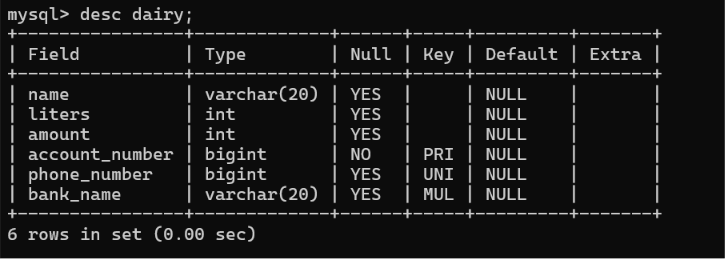 mysql> desc dairy;
+----------------+-------------+------+-----+---------+-------+
| Field          | Type        | Null | Key | Default | Extra |
+----------------+-------------+------+-----+---------+-------+
| name           | varchar(20) | YES  |     | NULL    |       |
| liters         | int         | YES  |     | NULL    |       |
| amount         | int         | YES  |     | NULL    |       |
| account_number | bigint      | NO   | PRI | NULL    |       |
| phone_number   | bigint      | YES  | UNI | NULL    |       |
| bank_name      | varchar(20) | YES  | MUL | NULL    |       |
+----------------+-------------+------+-----+---------+-------+
6 rows in set (0.00 sec)